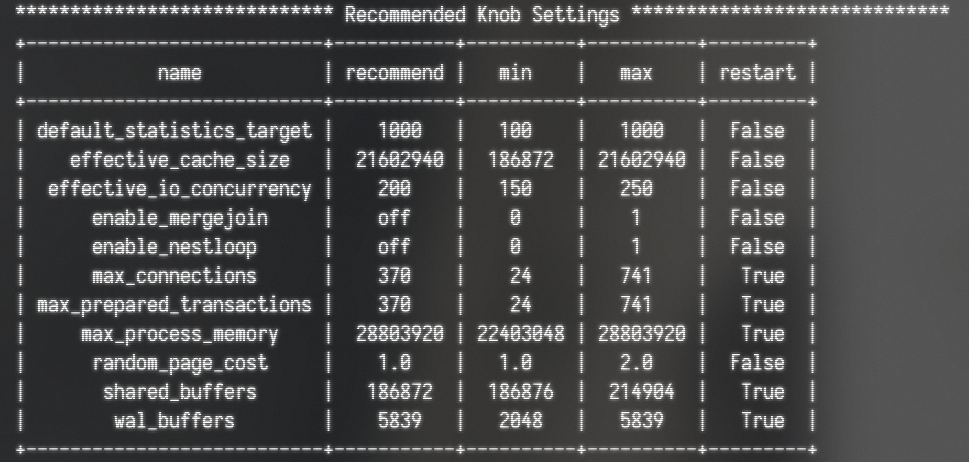 ***************************** Recommended Knob Settings *****************************
+---------------------------+-----------+----------+----------+---------+
| name | recommend | min | max | restart |
+---------------------------+-----------+----------+----------+---------+
| default_statistics_target | 1000 | 100 | 1000 | False |
| effective_cache_size | 21602940 | 186872 | 21602940 | False |
| effective_io_concurrency | 200 | 150 | 250 | False |
| enable_mergejoin | off | 0 | 1 | False |
| enable_nestloop | off | 0 | 1 | False |
| max_connections | 370 | 24 | 741 | True |
| max_prepared_transactions | 370 | 24 | 741 | True |
| max_process_memory | 28803920 | 22403048 | 28803920 | True |
| random_page_cost | 1.0 | 1.0 | 2.0 | False |
| shared_buffers | 186872 | 186876 | 214904 | True |
| wal_buffers | 5839 | 2048 | 5839 | True |
+---------------------------+-----------+----------+----------+---------+